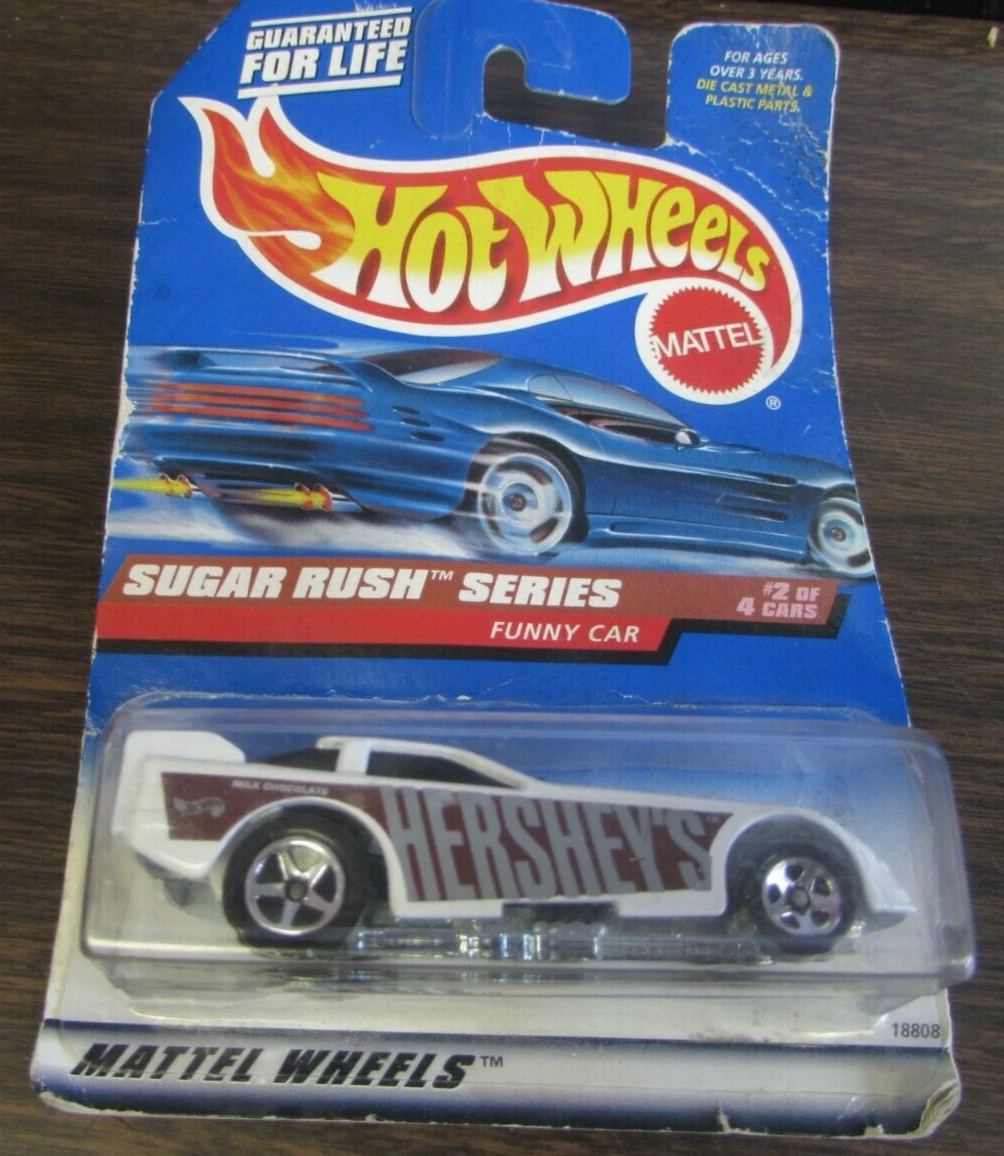 GUARANTEED
FOR LIFE
FOR AGES
OVER 3 YEARS.
DIE CAST METAL &
PLASTIC PARTS.
HOT WHEELS
MATTEL
®
SUGAR RUSH™ SERIES
#2 OF
4 CARS
FUNNY CAR
MILK CHOCOLATE
HERSHEY'S™
18808
MATTEL WHEELS™